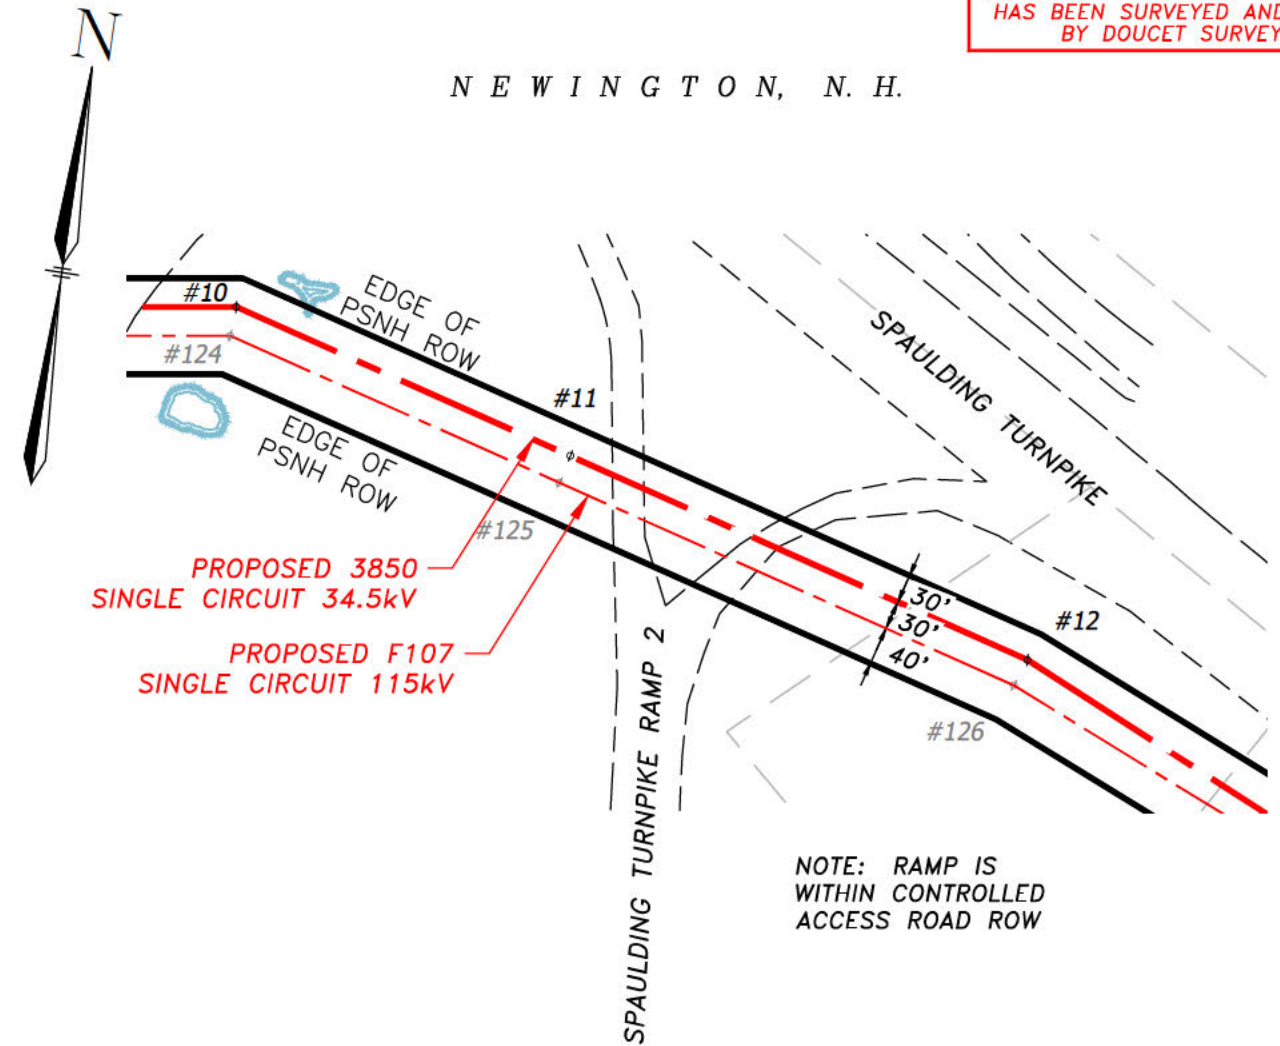 N
HAS BEEN SURVEYED AND
BY DOUCET SURVEY
NEWINGTON, N. H.
#10
EDGE OF
PSNH ROW
#124
#11
EDGE OF
PSNH ROW
#125
SPAULDING TURNPIKE
PROPOSED 3850
SINGLE CIRCUIT 34.5kV
PROPOSED F107
SINGLE CIRCUIT 115kV
30'
30'
40'
#12
#126
SPAULDING TURNPIKE RAMP 2
NOTE: RAMP IS
WITHIN CONTROLLED
ACCESS ROAD ROW